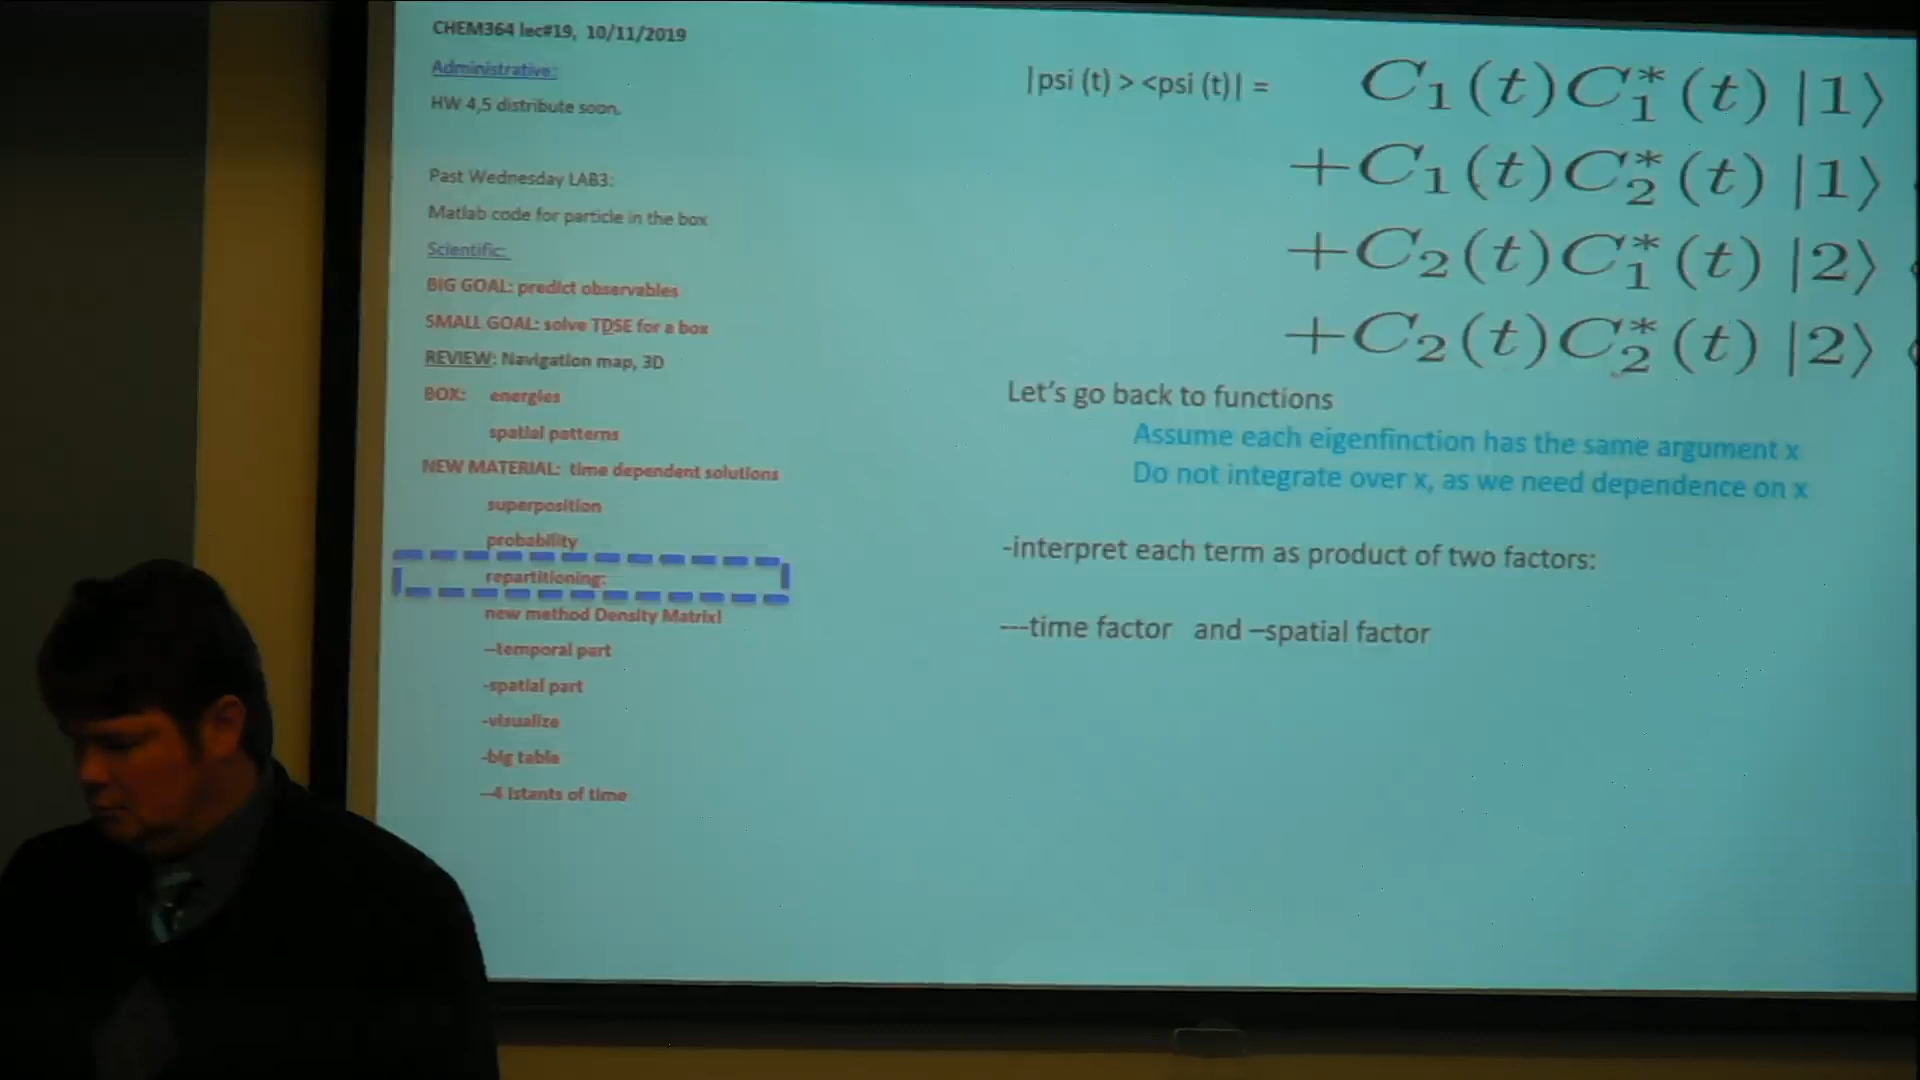 CHEM364 lec#19, 10/11/2019
Administrative:
HW 4,5 distribute soon.
Past Wednesday LAB3:
Matlab code for particle in the box
Scientific:
BIG GOAL: predict observables
SMALL GOAL: solve TDSE for a box
REVIEW: Navigation map, 3D
BOX: energies
spatial patterns
NEW MATERIAL: time dependent solutions
superposition
probability
repartitioning:
new method Density Matrix!
--temporal part
-spatial part
-visualize
-big table
--4 istants of time
|psi (t) > <psi (t)| = C₁(t)C₁*(t) |1⟩
+C₁(t)C₂*(t) |1⟩
+C₂(t)C₁*(t) |2⟩
+C₂(t)C₂*(t) |2⟩
Let's go back to functions
Assume each eigenfinction has the same argument x
Do not integrate over x, as we need dependence on x
-interpret each term as product of two factors:
---time factor and –spatial factor